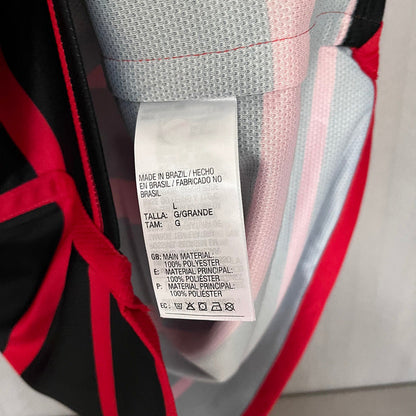 MADE IN BRAZIL / HECHO
EN BRASIL / FABRICADO NO
BRASIL
L
TALLA: G/GRANDE
TAM: G
GB: MAIN MATERIAL:
100% POLYESTER
E: MATERIAL PRINCIPAL:
100% POLIÉSTER
P: MATERIAL PRINCIPAL:
100% POLIÉSTER
EC: